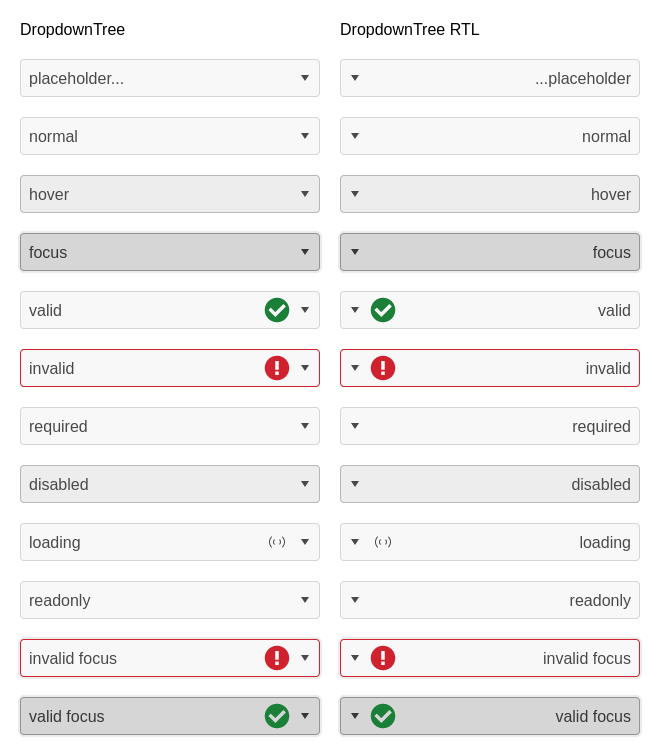 DropdownTree
placeholder...
normal
hover
focus
valid
invalid
required
disabled
loading
readonly
invalid focus
valid focus
DropdownTree RTL
...placeholder
normal
hover
focus
valid
invalid
required
disabled
loading
readonly
invalid focus
valid focus